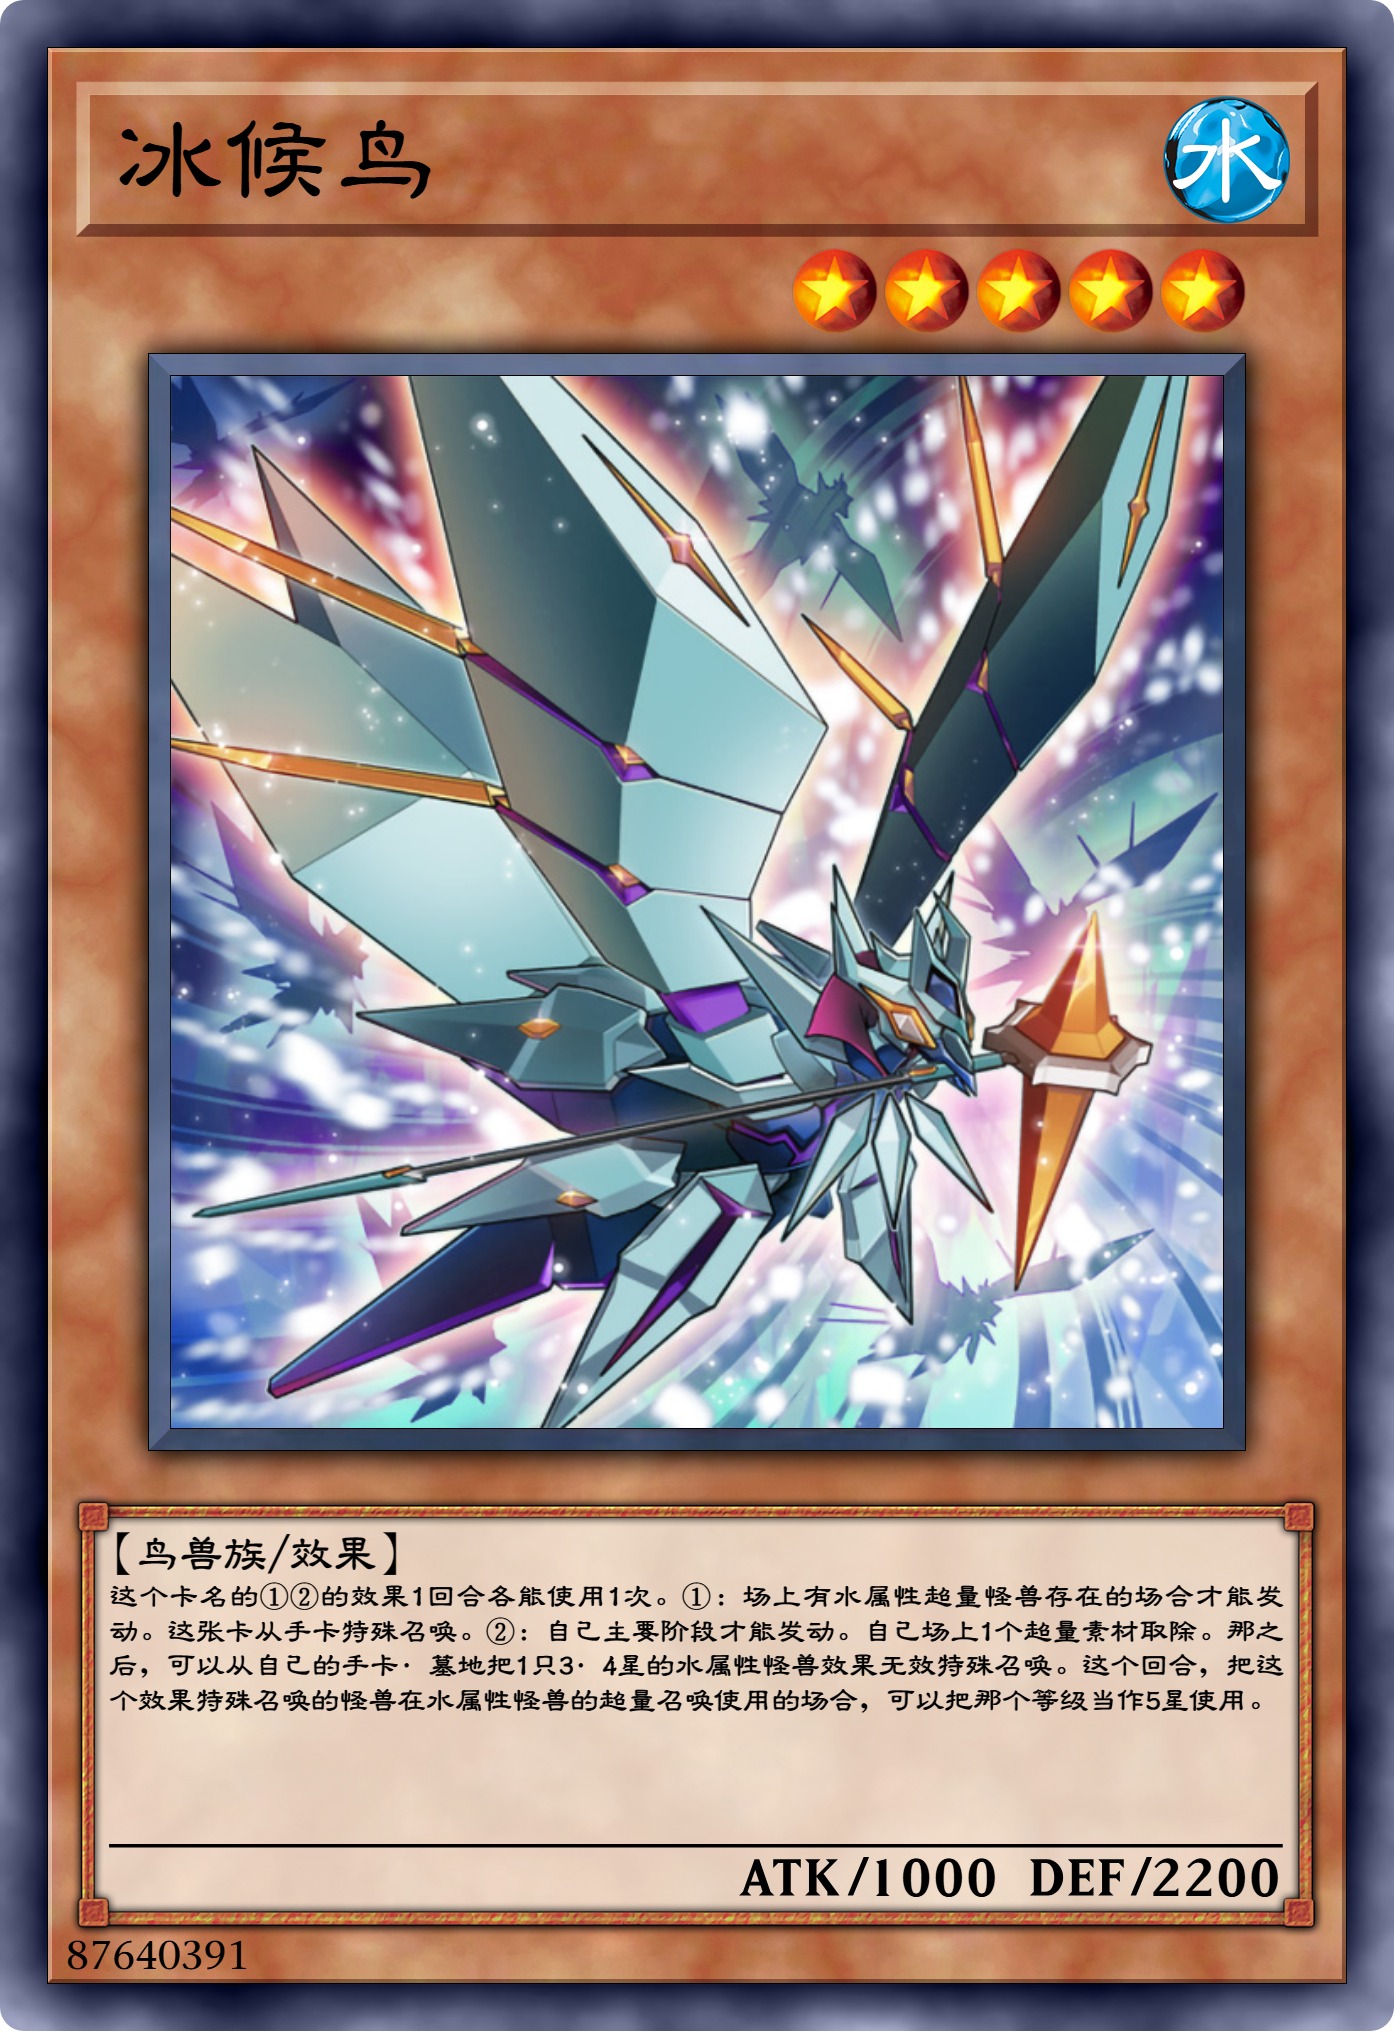 冰候鸟
水
【鸟兽族/效果】
这个卡名的①②的效果1回合各能使用1次。①：场上有水属性超量怪兽存在的场合才能发
动。这张卡从手卡特殊召唤。②：自己主要阶段才能发动。自己场上1个超量素材取除。那之
后，可以从自己的手卡·墓地把1只3·4星的水属性怪兽效果无效特殊召唤。这个回合，把这
个效果特殊召唤的怪兽在水属性怪兽的超量召唤使用的场合，可以把那个等级当作5星使用。
ATK/1000 DEF/2200
87640391